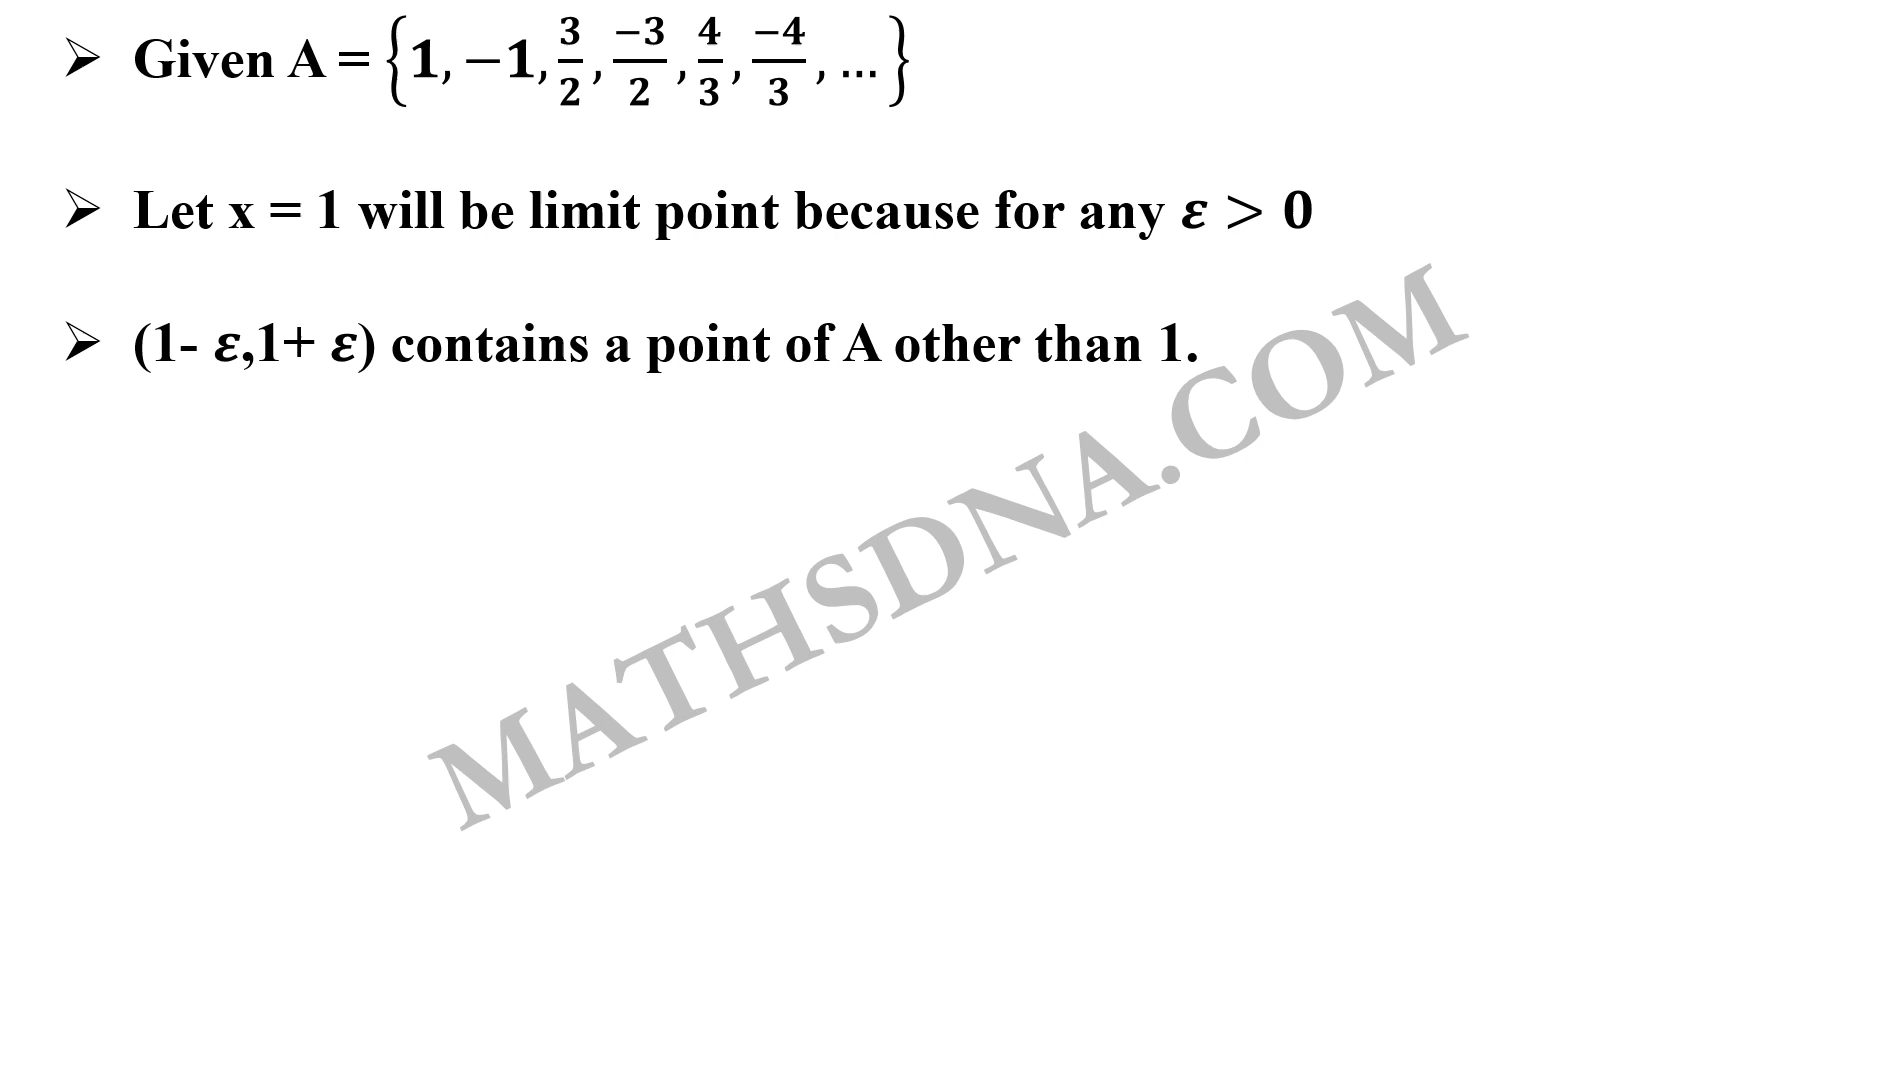 ➢ Given A = {1, −1, 3/2, −3/2, 4/3, −4/3, ...}
➢ Let x = 1 will be limit point because for any ε > 0
➢ (1- ε,1+ ε) contains a point of A other than 1.
MATHSDNA.COM